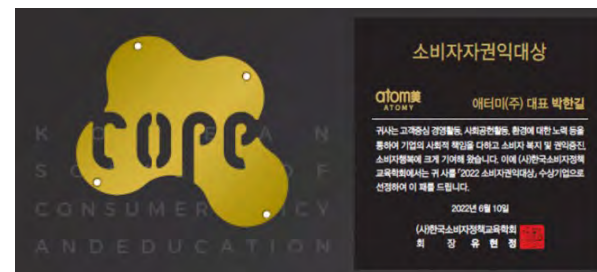 KOREAN
SOCIETY OF
CONSUMER POLICY
AND EDUCATION
cope
소비자자권익대상
atom美
ATOMY
애터미(주) 대표 박한길
귀사는 고객중심 경영활동, 사회공헌활동, 환경에 대한 노력 등을
통하여 기업의 사회적 책임을 다하고 소비자 복지 및 권익증진,
소비자행복에 크게 기여해 왔습니다. 이에 (사)한국소비자정책
교육학회에서는 귀 사를 「2022 소비자권익대상」 수상기업으로
선정하여 이 패를 드립니다.
2022년 6월 10일
(사)한국소비자정책교육학회
회 장 유 현 정